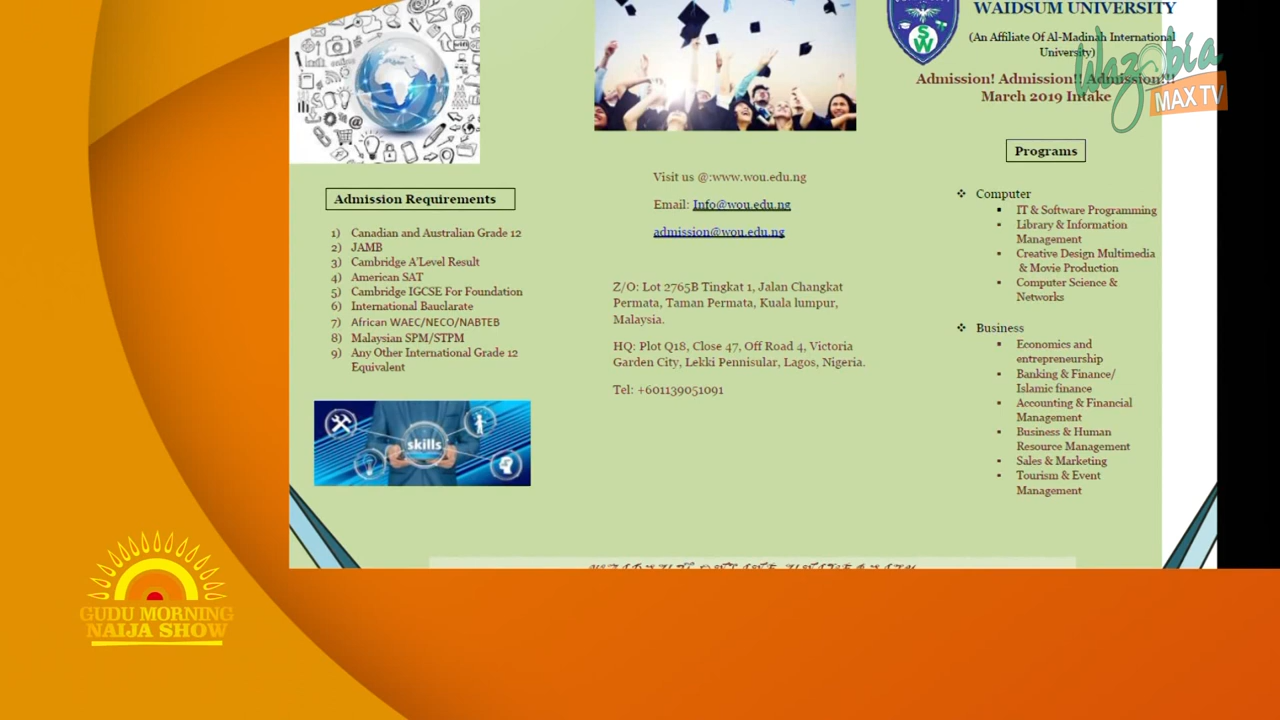 Admission Requirements
1) Canadian and Australian Grade 12
2) JAMB
3) Cambridge A'Level Result
4) American SAT
5) Cambridge IGCSE For Foundation
6) International Bauclarate
7) African WAEC/NECO/NABTEB
8) Malaysian SPM/STPM
9) Any Other International Grade 12
Equivalent
skills
Visit us @:www.wou.edu.ng
Email: Info@wou.edu.ng
admission@wou.edu.ng
Z/O: Lot 2765B Tingkat 1, Jalan Changkat
Permata, Taman Permata, Kuala lumpur,
Malaysia.
HQ: Plot Q18, Close 47, Off Road 4, Victoria
Garden City, Lekki Pennisular, Lagos, Nigeria.
Tel: +601139051091
SW
WAIDSUM UNIVERSITY
(An Affiliate Of Al-Madinah International
University)
Admission! Admission!! Admission!!!
March 2019 Intake
Wazobia
MAX TV
Programs
❖ Computer
▪ IT & Software Programming
▪ Library & Information
Management
▪ Creative Design Multimedia
& Movie Production
▪ Computer Science &
Networks
❖ Business
▪ Economics and
entrepreneurship
▪ Banking & Finance/
Islamic finance
▪ Accounting & Financial
Management
▪ Business & Human
Resource Management
▪ Sales & Marketing
▪ Tourism & Event
Management
GUDU MORNING
NAIJA SHOW